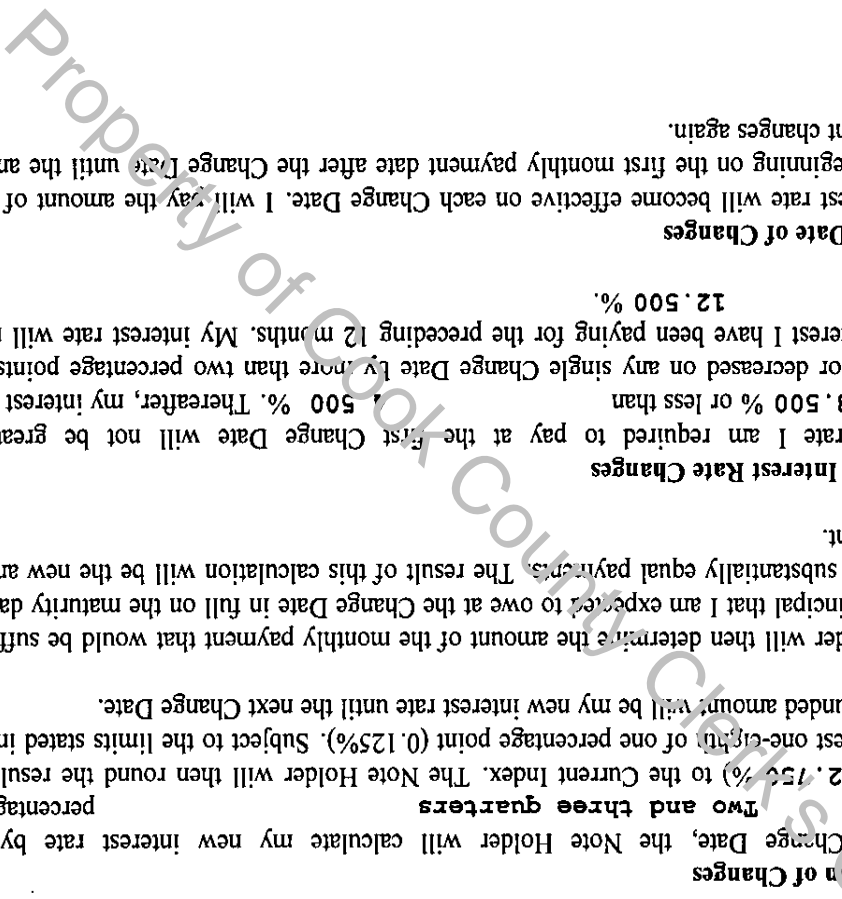 n of Changes
Change Date, the Note Holder will calculate my new interest rate by
Two and three quarters percentag
2.750 %) to the Current Index. The Note Holder will then round the resul
est one-eighth of one percentage point (0.125%). Subject to the limits stated in
unded amount will be my new interest rate until the next Change Date.
der will then determine the amount of the monthly payment that would be suffi
incipal that I am expected to owe at the Change Date in full on the maturity da
substantially equal payments. The result of this calculation will be the new am
nt.
Interest Rate Changes
rate I am required to pay at the first Change Date will not be great
8.500 % or less than 500 %. Thereafter, my interest
or decreased on any single Change Date by more than two percentage points
erest I have been paying for the preceding 12 months. My interest rate will
12.500 %.
Date of Changes
est rate will become effective on each Change Date. I will pay the amount of
eginning on the first monthly payment date after the Change Date until the am
nt changes again.
Property of Cook County Clerk's